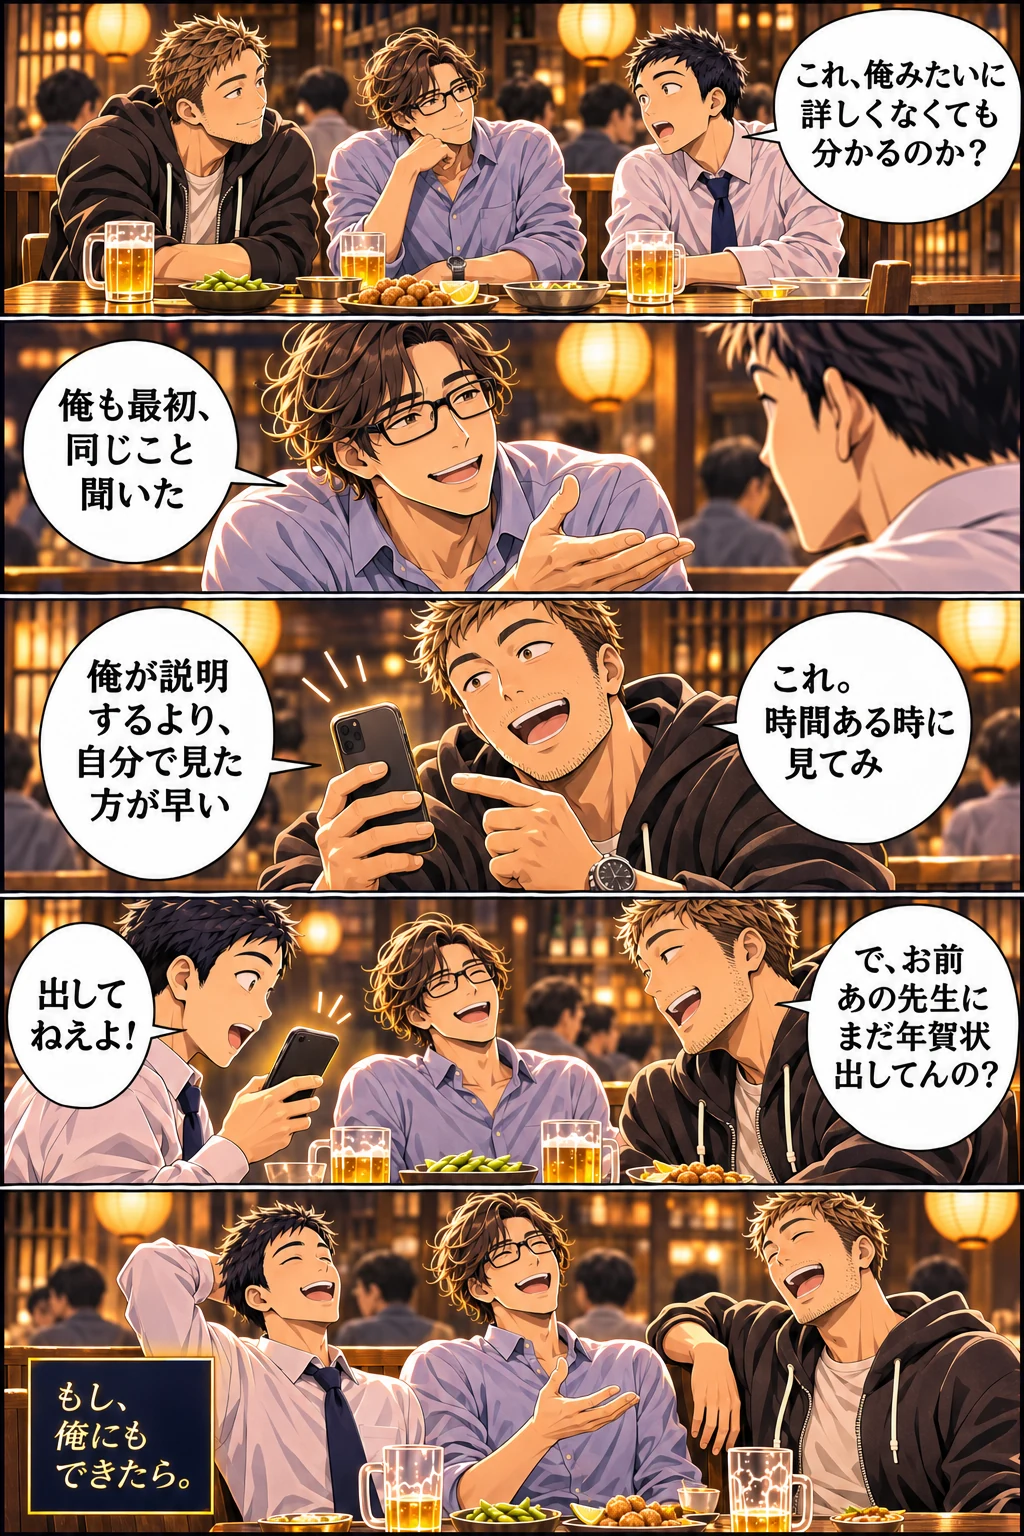 これ、俺みたいに
詳しくなくても
分かるのか？
俺も最初、
同じこと
聞いた
俺が説明
するより、
自分で見た
方が早い
これ。
時間ある時に
見てみ
出して
ねえよ！
で、お前
あの先生に
まだ年賀状
出してんの？
もし、
俺にも
できたら。